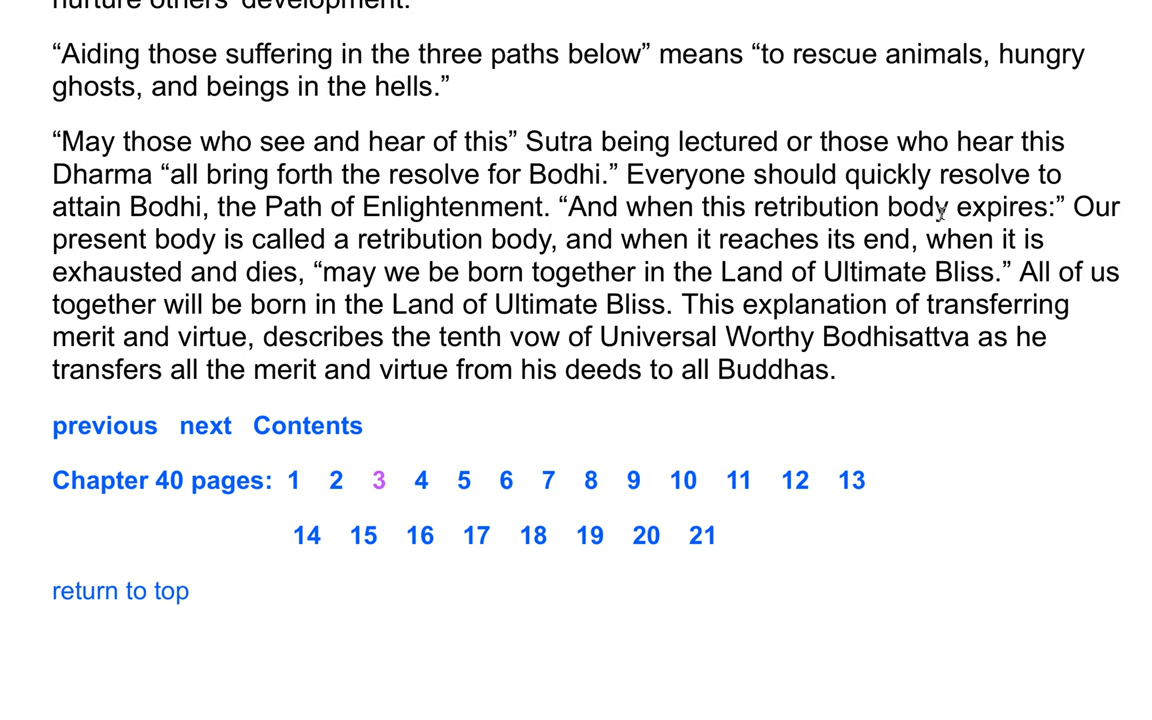 nurture others’ development.
“Aiding those suffering in the three paths below” means “to rescue animals, hungry
ghosts, and beings in the hells.”
“May those who see and hear of this” Sutra being lectured or those who hear this
Dharma “all bring forth the resolve for Bodhi.” Everyone should quickly resolve to
attain Bodhi, the Path of Enlightenment. “And when this retribution body expires:” Our
present body is called a retribution body, and when it reaches its end, when it is
exhausted and dies, “may we be born together in the Land of Ultimate Bliss.” All of us
together will be born in the Land of Ultimate Bliss. This explanation of transferring
merit and virtue, describes the tenth vow of Universal Worthy Bodhisattva as he
transfers all the merit and virtue from his deeds to all Buddhas.
previous next Contents
Chapter 40 pages: 1 2 3 4 5 6 7 8 9 10 11 12 13
14 15 16 17 18 19 20 21
return to top